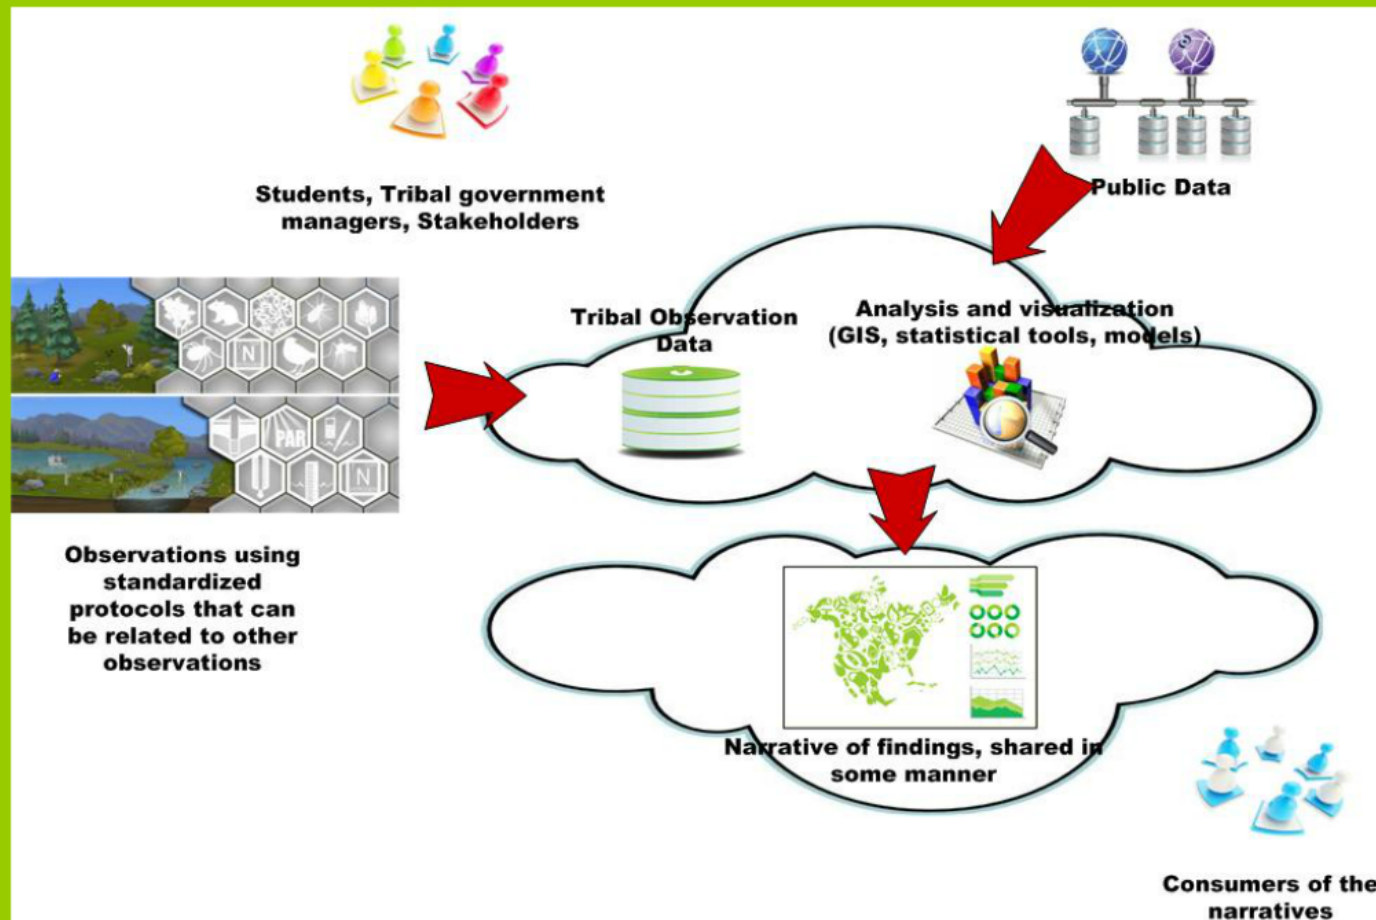 Students, Tribal government
managers, Stakeholders
Public Data
Tribal Observation
Data
Analysis and visualization
(GIS, statistical tools, models)
N
PAR
N
Observations using
standardized
protocols that can
be related to other
observations
Narrative of findings, shared in
some manner
Consumers of the
narratives